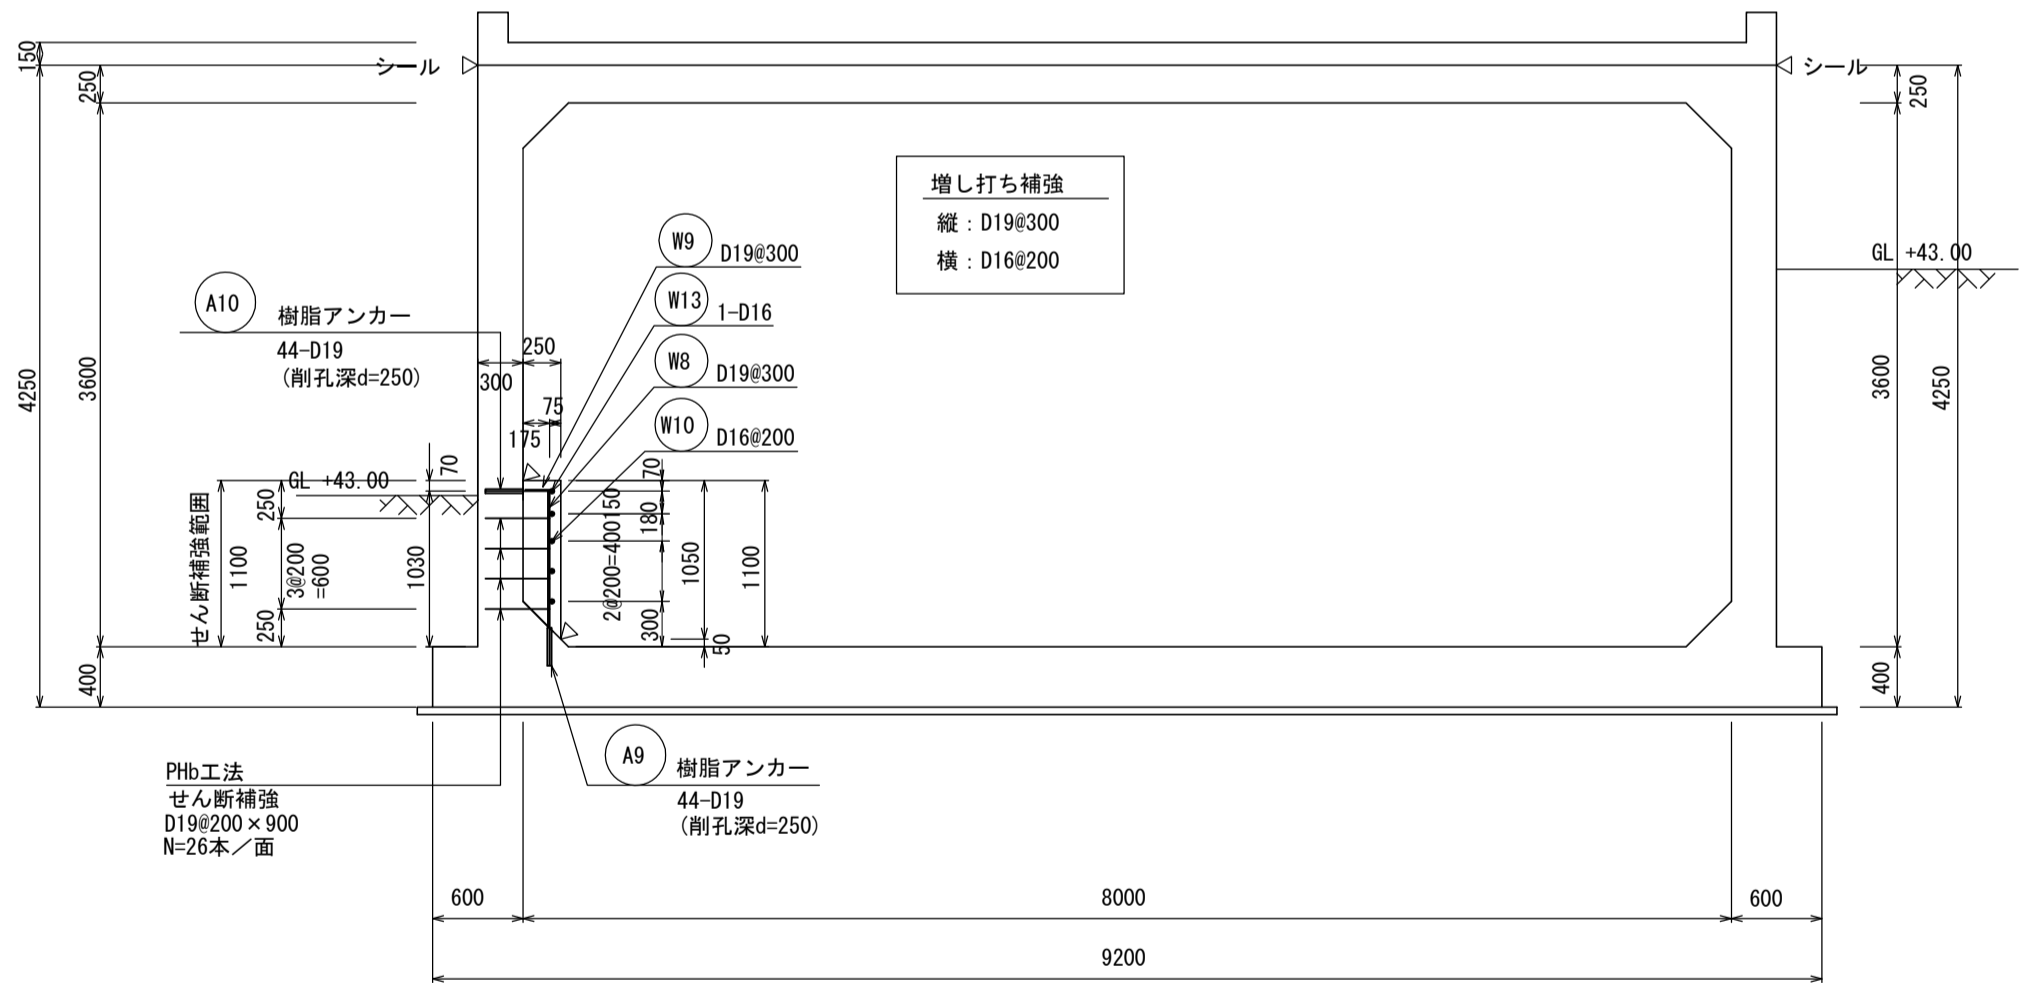 150
シール
シール
250
250
増し打ち補強
縦：D19@300
横：D16@200
W9
D19@300
GL +43.00
A10
樹脂アンカー
44-D19
(削孔深d=250)
W13
1-D16
250
300
W8
D19@300
4250
3600
3600
4250
75
175
W10
D16@200
70
GL +43.00
70
せん断補強範囲
1100
250
3@200
=600
250
1030
150
180
2@200=400
300
1050
50
1100
400
400
PHb工法
せん断補強
D19@200×900
N=26本／面
A9
樹脂アンカー
44-D19
(削孔深d=250)
600
8000
600
9200